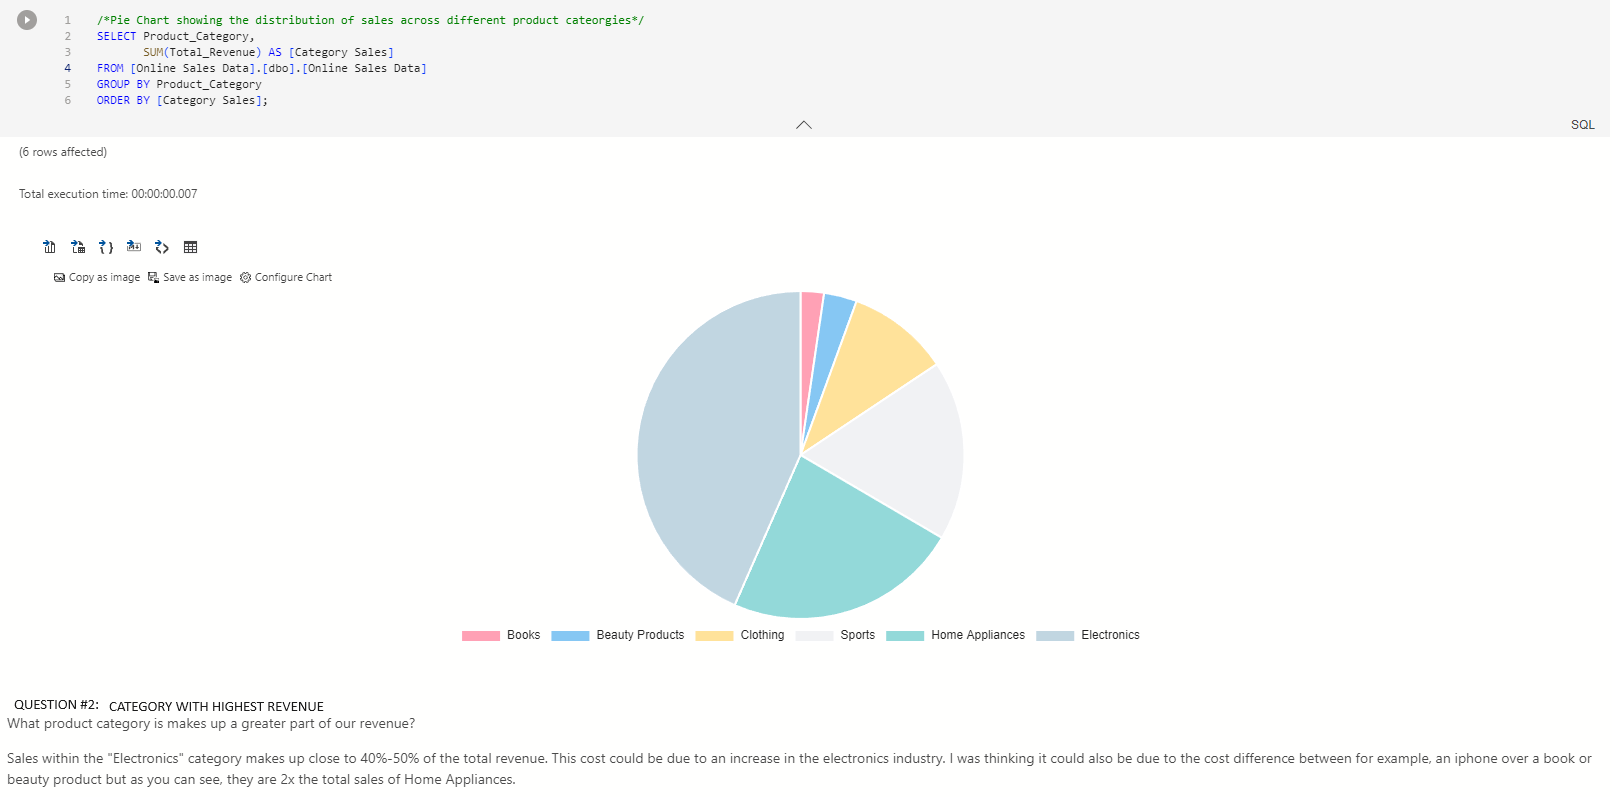 1 /*Pie Chart showing the distribution of sales across different product cateorgies*/
2 SELECT Product_Category,
3 SUM(Total_Revenue) AS [Category Sales]
4 FROM [Online Sales Data].[dbo].[Online Sales Data]
5 GROUP BY Product_Category
6 ORDER BY [Category Sales];
SQL
(6 rows affected)
Total execution time: 00:00:00.007
Copy as image Save as image Configure Chart
Books Beauty Products Clothing Sports Home Appliances Electronics
QUESTION #2: CATEGORY WITH HIGHEST REVENUE
What product category is makes up a greater part of our revenue?
Sales within the "Electronics" category makes up close to 40%-50% of the total revenue. This cost could be due to an increase in the electronics industry. I was thinking it could also be due to the cost difference between for example, an iphone over a book or
beauty product but as you can see, they are 2x the total sales of Home Appliances.